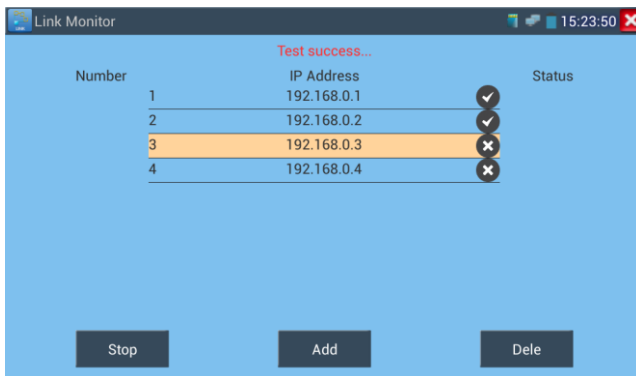 Link Monitor 15:23:50
Test success...
Number IP Address Status
1 192.168.0.1
2 192.168.0.2
3 192.168.0.3
4 192.168.0.4
Stop Add Dele